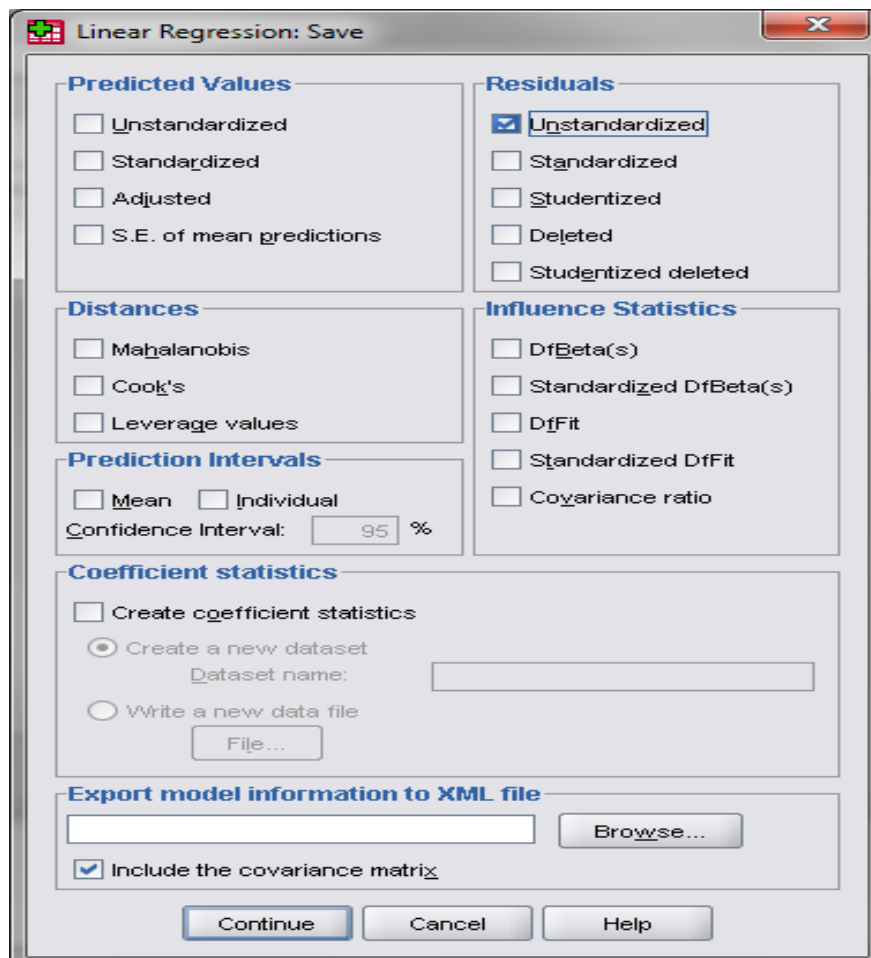 Linear Regression: Save
Predicted Values
Unstandardized
Standardized
Adjusted
S.E. of mean predictions
Residuals
Unstandardized
Standardized
Studentized
Deleted
Studentized deleted
Distances
Mahalanobis
Cook's
Leverage values
Influence Statistics
DfBeta(s)
Standardized DfBeta(s)
DfFit
Standardized DfFit
Covariance ratio
Prediction Intervals
Mean Individual
Confidence Interval: 95 %
Coefficient statistics
Create coefficient statistics
Create a new dataset
Dataset name:
Write a new data file
File...
Export model information to XML file
Browse...
Include the covariance matrix
Continue Cancel Help